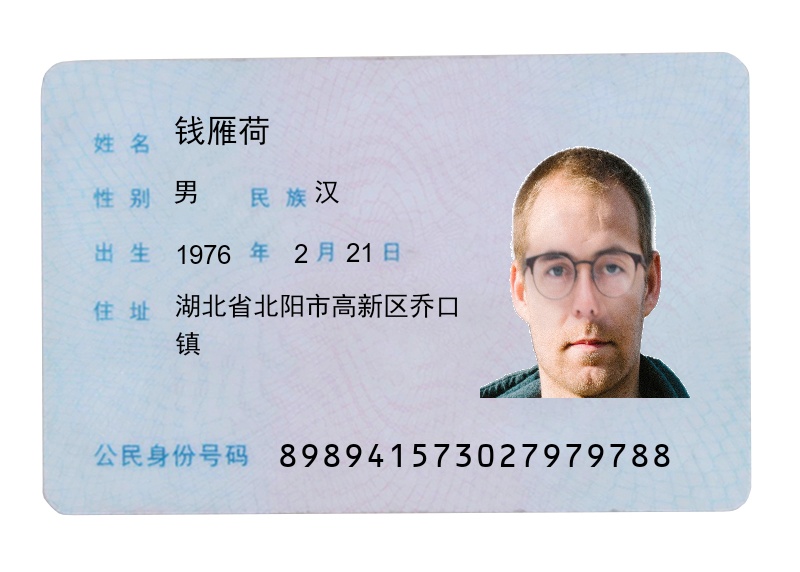 姓名 钱雁荷
性别 男 民族 汉
出生 1976 年 2 月 21 日
住址 湖北省北阳市高新区乔口
镇
公民身份号码 898941573027979788